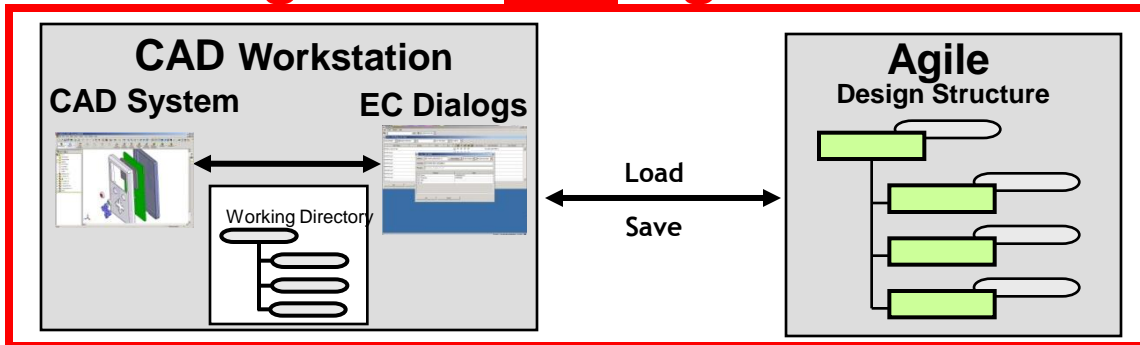 CAD Workstation
CAD System
EC Dialogs
Working Directory
Load
Save
Agile
Design Structure